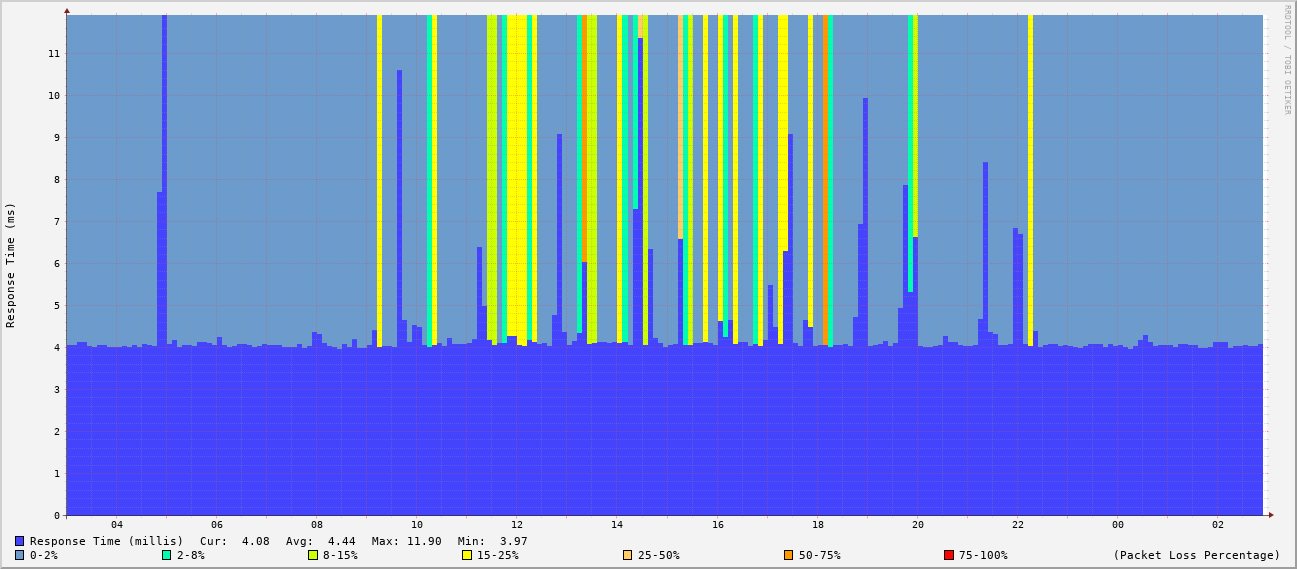 RRDTOOL / TOBI OETIKER
Response Time (ms)
11
10
9
8
7
6
5
4
3
2
1
0
04 06 08 10 12 14 16 18 20 22 00 02
Response Time (millis) Cur: 4.08 Avg: 4.44 Max: 11.90 Min: 3.97
0-2% 2-8% 8-15% 15-25% 25-50% 50-75% 75-100% (Packet Loss Percentage)